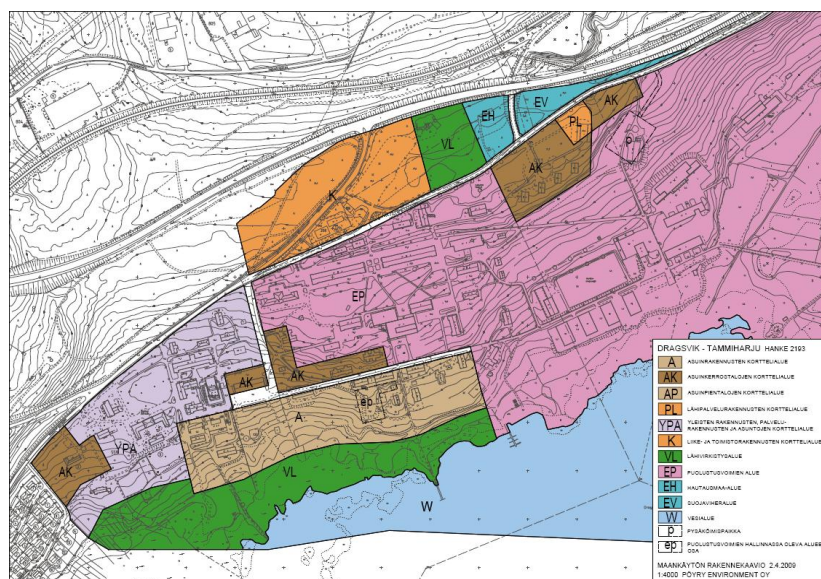 AK
EV
EH
PL
p
VL
AK
K
EP
AK
AK
ep
A
YPA
AK
VL
W
DRAGSVIK - TAMMIHARJU HANKE 2193
A ASUINRAKENNUSTEN KORTTELIALUE
AK ASUINKERROSTALOJEN KORTTELIALUE
AP ASUINPIENTALOJEN KORTTELIALUE
PL LÄHIPALVELURAKENNUSTEN KORTTELIALUE
YPA YLEISTEN RAKENNUSTEN, PALVELU-
RAKENNUSTEN JA ASUNTOJEN KORTTELIALUE
K LIIKE- JA TOIMISTORAKENNUSTEN KORTTELIALUE
VL LÄHIVIRKISTYSALUE
EP PUOLUSTUSVOIMIEN ALUE
EH HAUTAUSMAA-ALUE
EV SUOJAVIHERALUE
W VESIALUE
p PYSÄKÖIMISPAIKKA
ep PUOLUSTUSVOIMIEN HALLINNASSA OLEVA ALUEEN
OSA
MAANKÄYTÖN RAKENNEKAAVIO 2.4.2009
1:4000 PÖYRY ENVIRONMENT OY